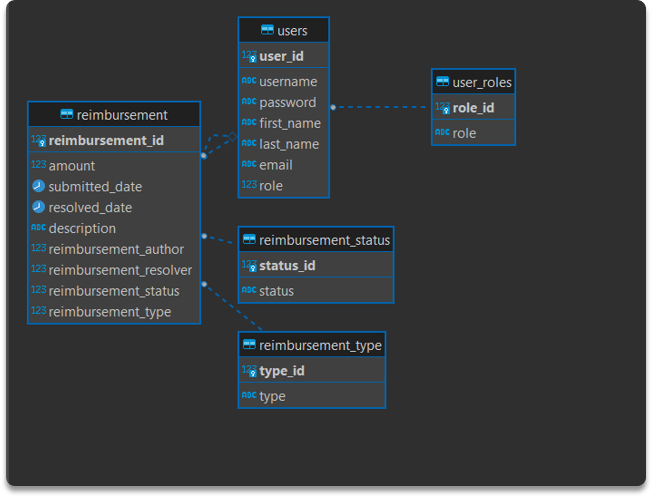 users
123 user_id
ABC username
ABC password
ABC first_name
ABC last_name
ABC email
123 role
user_roles
123 role_id
ABC role
reimbursement
123 reimbursement_id
123 amount
submitted_date
resolved_date
ABC description
123 reimbursement_author
123 reimbursement_resolver
123 reimbursement_status
123 reimbursement_type
reimbursement_status
123 status_id
ABC status
reimbursement_type
123 type_id
ABC type